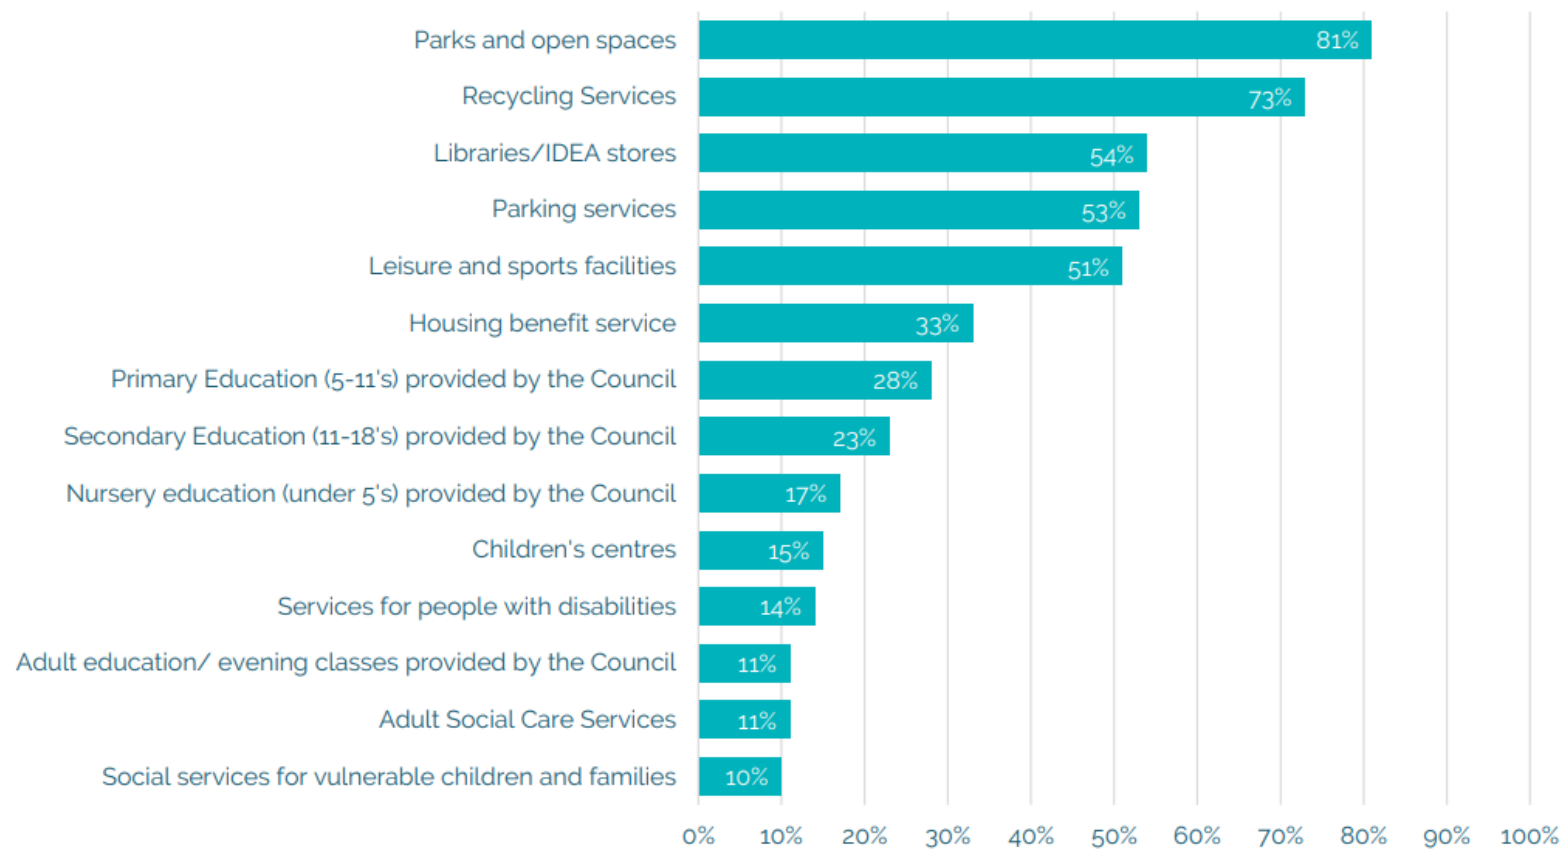 Parks and open spaces 81%
Recycling Services 73%
Libraries/IDEA stores 54%
Parking services 53%
Leisure and sports facilities 51%
Housing benefit service 33%
Primary Education (5-11's) provided by the Council 28%
Secondary Education (11-18's) provided by the Council 23%
Nursery education (under 5's) provided by the Council 17%
Children's centres 15%
Services for people with disabilities 14%
Adult education/ evening classes provided by the Council 11%
Adult Social Care Services 11%
Social services for vulnerable children and families 10%
0% 10% 20% 30% 40% 50% 60% 70% 80% 90% 100%